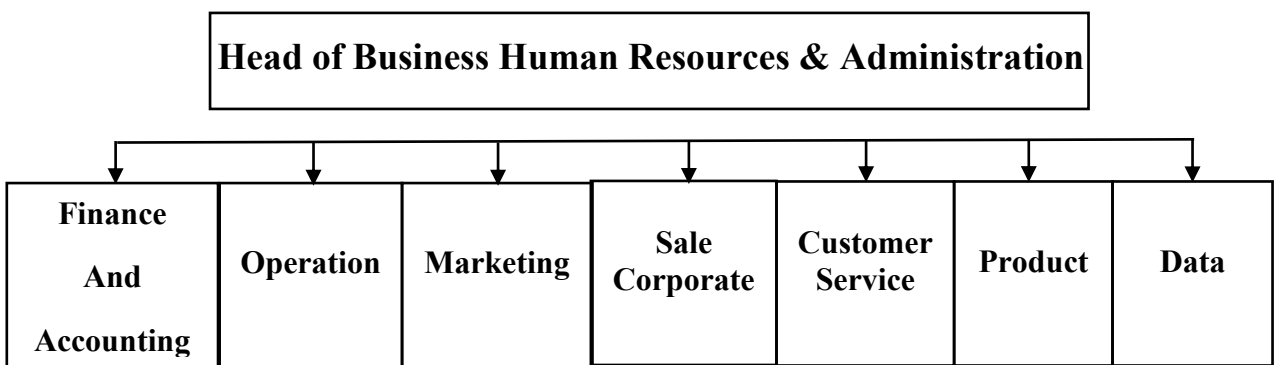 Head of Business Human Resources & Administration
Finance
And
Accounting
Operation
Marketing
Sale
Corporate
Customer
Service
Product
Data